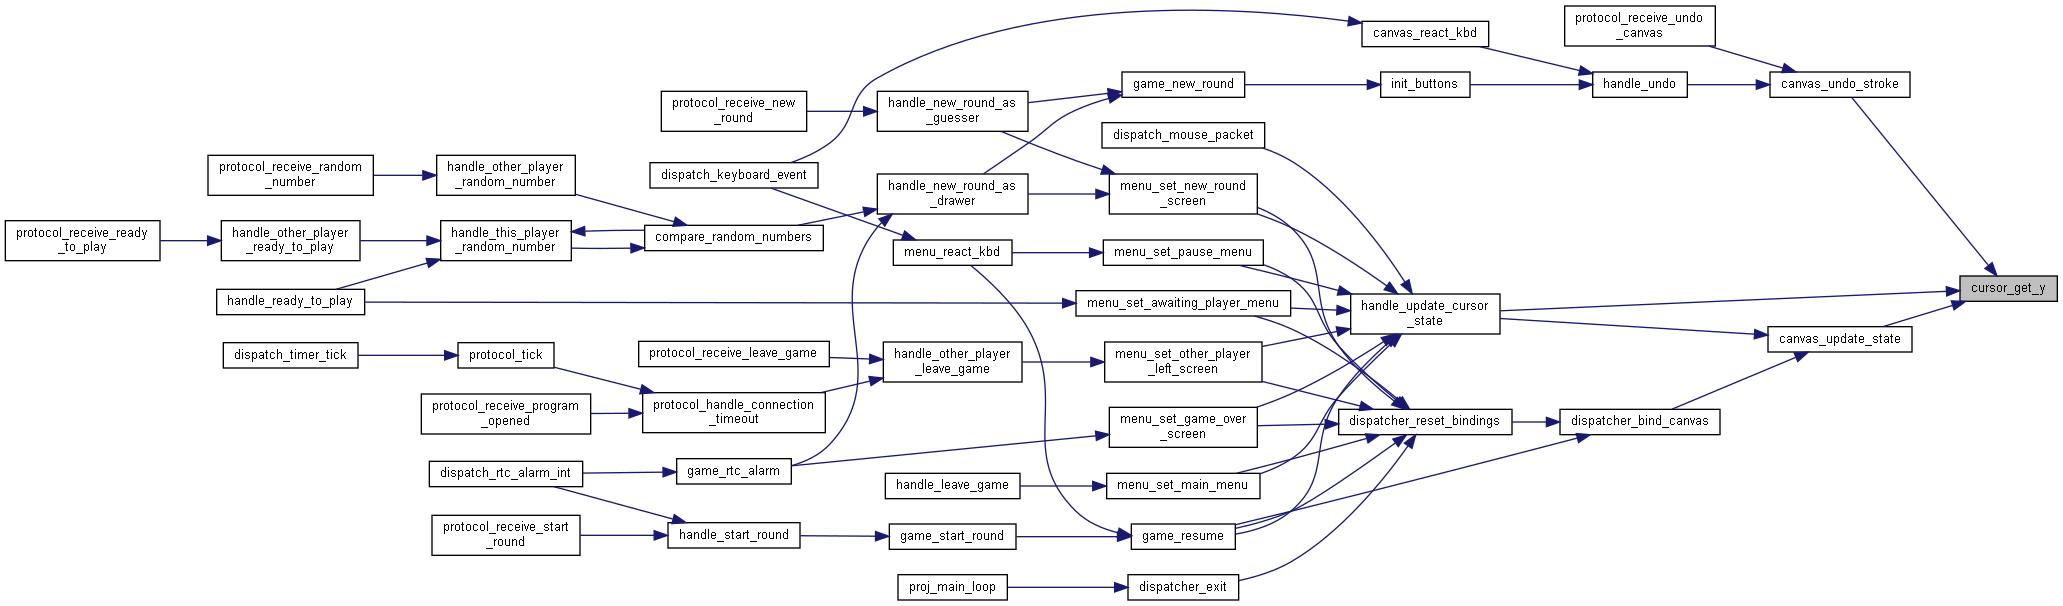 protocol_receive_undo
_canvas
canvas_react_kbd
game_new_round
init_buttons
handle_undo
canvas_undo_stroke
protocol_receive_new
_round
handle_new_round_as
_guesser
dispatch_mouse_packet
protocol_receive_random
_number
handle_other_player
_random_number
dispatch_keyboard_event
handle_new_round_as
_drawer
menu_set_new_round
_screen
protocol_receive_ready
_to_play
handle_other_player
_ready_to_play
handle_this_player
_random_number
compare_random_numbers
menu_react_kbd
menu_set_pause_menu
cursor_get_y
handle_ready_to_play
menu_set_awaiting_player_menu
handle_update_cursor
_state
canvas_update_state
dispatch_timer_tick
protocol_tick
protocol_receive_leave_game
handle_other_player
_leave_game
menu_set_other_player
_left_screen
protocol_receive_program
_opened
protocol_handle_connection
_timeout
menu_set_game_over
_screen
dispatcher_reset_bindings
dispatcher_bind_canvas
dispatch_rtc_alarm_int
game_rtc_alarm
handle_leave_game
menu_set_main_menu
protocol_receive_start
_round
handle_start_round
game_start_round
game_resume
proj_main_loop
dispatcher_exit